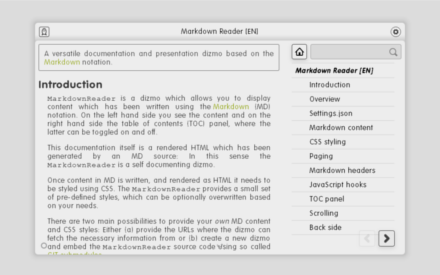 Markdown Reader [EN]
A versatile documentation and presentation dizmo based on the
Markdown notation.
Introduction
MarkdownReader is a dizmo which allows you to display
content which has been written using the Markdown (MD)
notation. On the left hand side you see the content and on the
right hand side the table of contents (TOC) panel, where the
latter can be toggled on and off.
This documentation itself is a rendered HTML which has been
generated by an MD source: In this sense the
MarkdownReader is a self documenting dizmo.
Once content in MD is written, and rendered as HTML it needs to
be styled using CSS. The MarkdownReader provides a small set
of pre-defined styles, which can be optionally overwritten based
on your needs.
There are two main possibilities to provide your own MD content
and CSS styles: Either (a) provide the URLs where the dizmo can
fetch the necessary information from or (b) create a new dizmo
and embed the MarkdownReader source code using so called
GIT submodules
Markdown Reader [EN]
Introduction
Overview
Settings.json
Markdown content
CSS styling
Paging
Markdown headers
JavaScript hooks
TOC panel
Scrolling
Back side